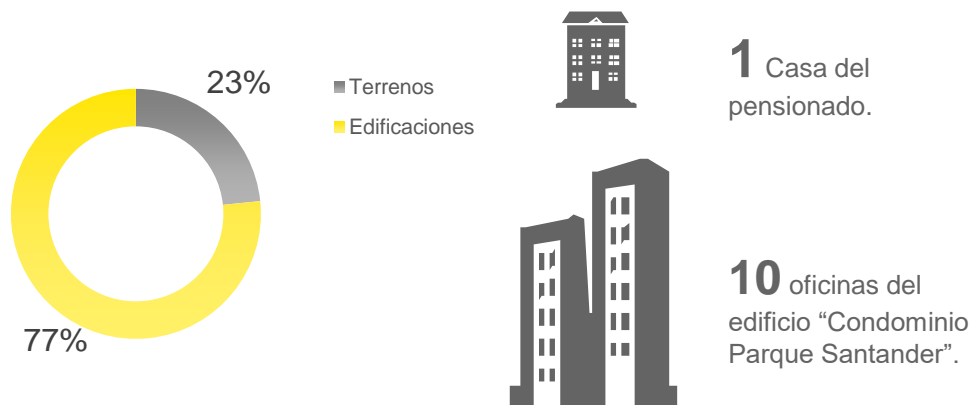 23%
77%
Terrenos
Edificaciones
1 Casa del
pensionado.
10 oficinas del
edificio “Condominio
Parque Santander”.